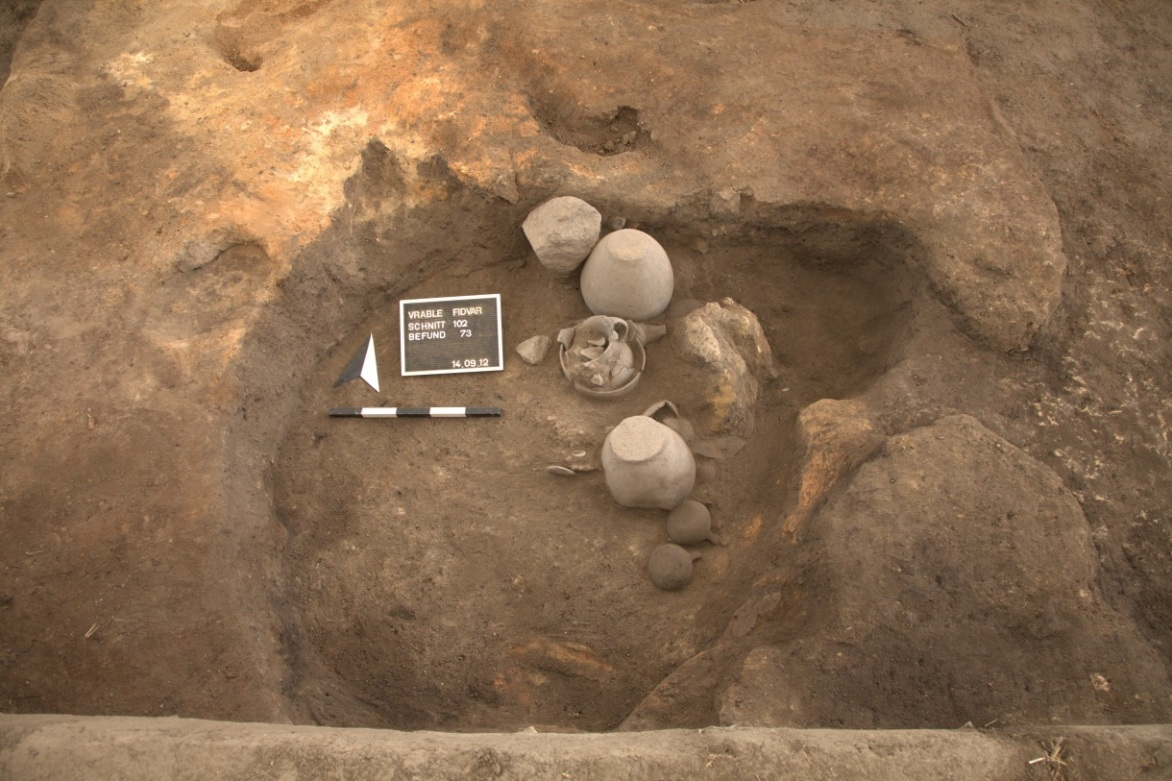 VRABLE FIDVAR
SCHNITT 102
BEFUND 73
14.09.12